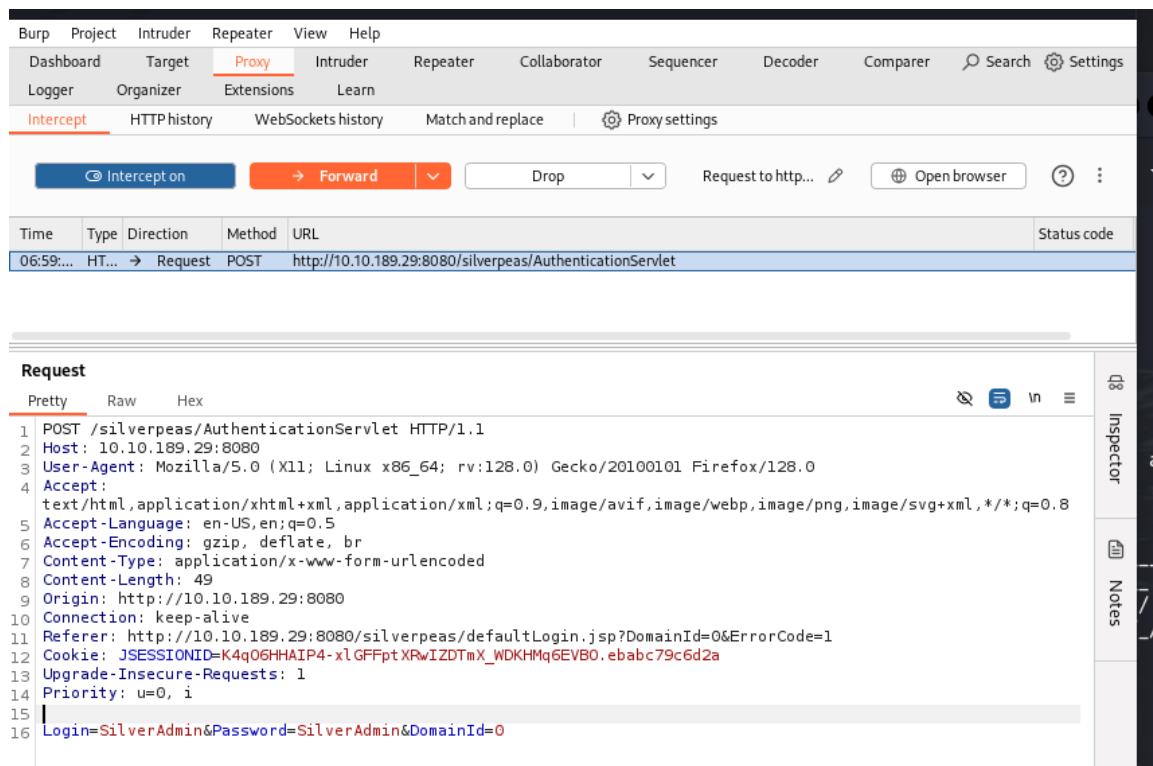 Burp Project Intruder Repeater View Help
Dashboard Target Proxy Intruder Repeater Collaborator Sequencer Decoder Comparer Search Settings
Logger Organizer Extensions Learn
Intercept HTTP history WebSockets history Match and replace Proxy settings
Intercept on Forward Drop Request to http... Open browser
Time Type Direction Method URL Status code
06:59:... HT... → Request POST http://10.10.189.29:8080/silverpeas/AuthenticationServlet
Request
Pretty Raw Hex \n
Inspector
Notes
1 POST /silverpeas/AuthenticationServlet HTTP/1.1
2 Host: 10.10.189.29:8080
3 User-Agent: Mozilla/5.0 (X11; Linux x86_64; rv:128.0) Gecko/20100101 Firefox/128.0
4 Accept:
text/html,application/xhtml+xml,application/xml;q=0.9,image/avif,image/webp,image/png,image/svg+xml,*/*;q=0.8
5 Accept-Language: en-US,en;q=0.5
6 Accept-Encoding: gzip, deflate, br
7 Content-Type: application/x-www-form-urlencoded
8 Content-Length: 49
9 Origin: http://10.10.189.29:8080
10 Connection: keep-alive
11 Referer: http://10.10.189.29:8080/silverpeas/defaultLogin.jsp?DomainId=0&ErrorCode=1
12 Cookie: JSESSIONID=K4qO6HHAIP4-xlGFFptXRwIZDTmX_WDKHMq6EVBO.ebabc79c6d2a
13 Upgrade-Insecure-Requests: 1
14 Priority: u=0, i
15
16 Login=SilverAdmin&Password=SilverAdmin&DomainId=0